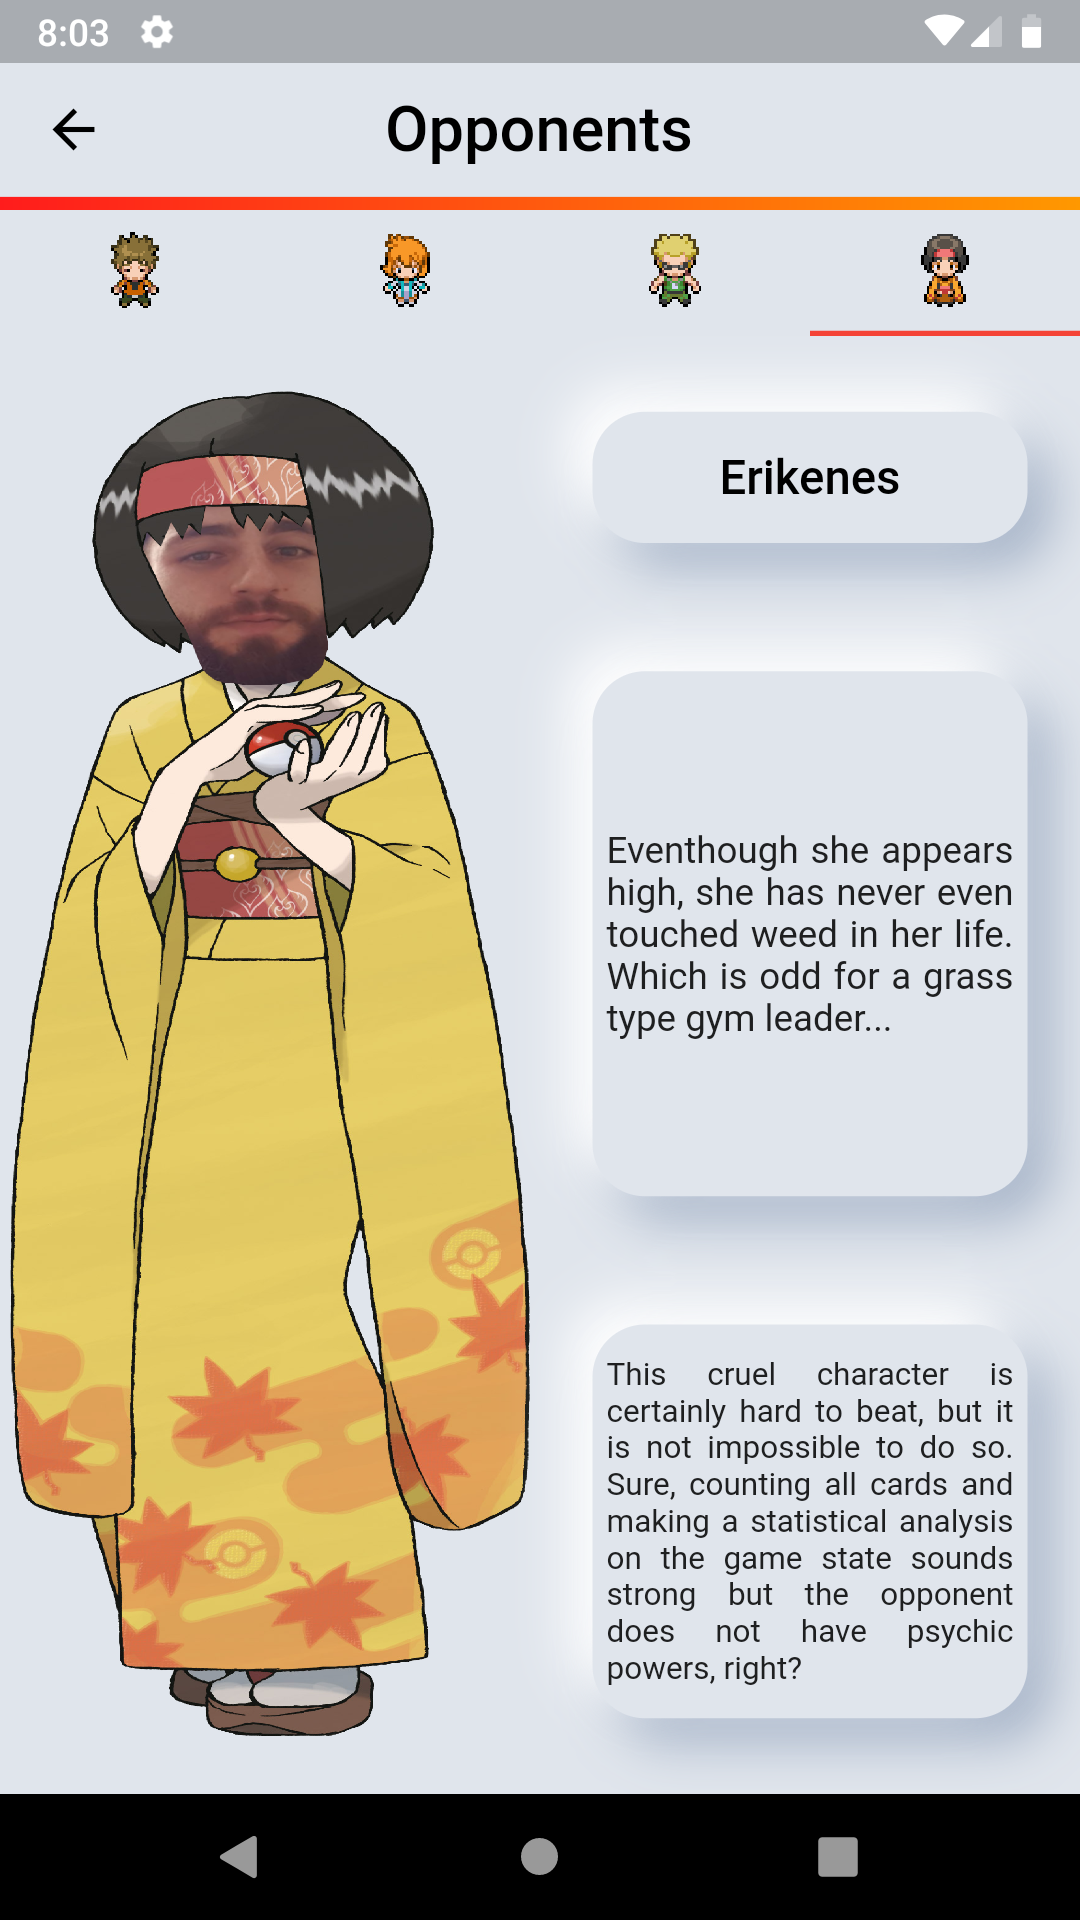 8:03
Opponents
Erikenes
Eventhough she appears
high, she has never even
touched weed in her life.
Which is odd for a grass
type gym leader...
This cruel character is
certainly hard to beat, but it
is not impossible to do so.
Sure, counting all cards and
making a statistical analysis
on the game state sounds
strong but the opponent
does not have psychic
powers, right?